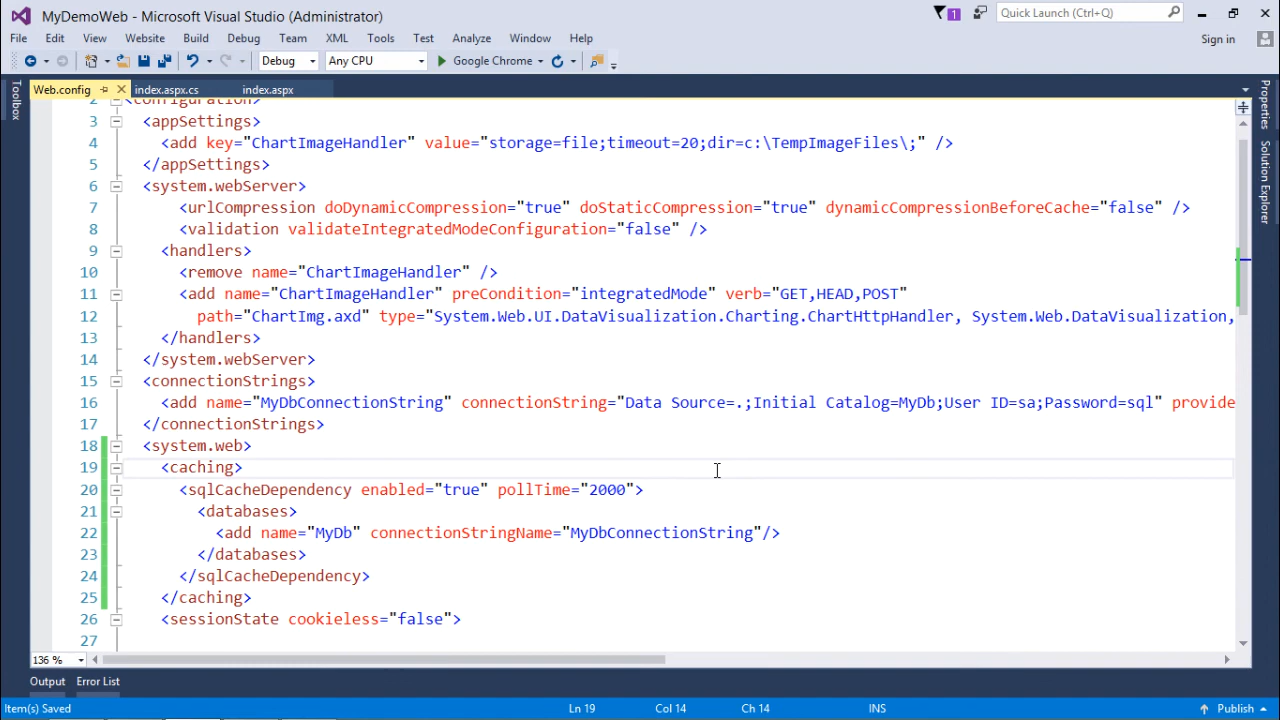 MyDemoWeb - Microsoft Visual Studio (Administrator)
1
Quick Launch (Ctrl+Q)
File Edit View Website Build Debug Team XML Tools Test Analyze Window Help
Sign in
Debug Any CPU Google Chrome
Toolbox
Web.config index.aspx.cs index.aspx
Properties
Solution Explorer
2 <configuration>
3 <appSettings>
4 <add key="ChartImageHandler" value="storage=file;timeout=20;dir=c:\TempImageFiles\;" />
5 </appSettings>
6 <system.webServer>
7 <urlCompression doDynamicCompression="true" doStaticCompression="true" dynamicCompressionBeforeCache="false" />
8 <validation validateIntegratedModeConfiguration="false" />
9 <handlers>
10 <remove name="ChartImageHandler" />
11 <add name="ChartImageHandler" preCondition="integratedMode" verb="GET,HEAD,POST"
12 path="ChartImg.axd" type="System.Web.UI.DataVisualization.Charting.ChartHttpHandler, System.Web.DataVisualization,
13 </handlers>
14 </system.webServer>
15 <connectionStrings>
16 <add name="MyDbConnectionString" connectionString="Data Source=.;Initial Catalog=MyDb;User ID=sa;Password=sql" provide
17 </connectionStrings>
18 <system.web>
19 <caching>
20 <sqlCacheDependency enabled="true" pollTime="2000">
21 <databases>
22 <add name="MyDb" connectionStringName="MyDbConnectionString"/>
23 </databases>
24 </sqlCacheDependency>
25 </caching>
26 <sessionState cookieless="false">
27
136 %
Output Error List
Item(s) Saved Ln 19 Col 14 Ch 14 INS Publish